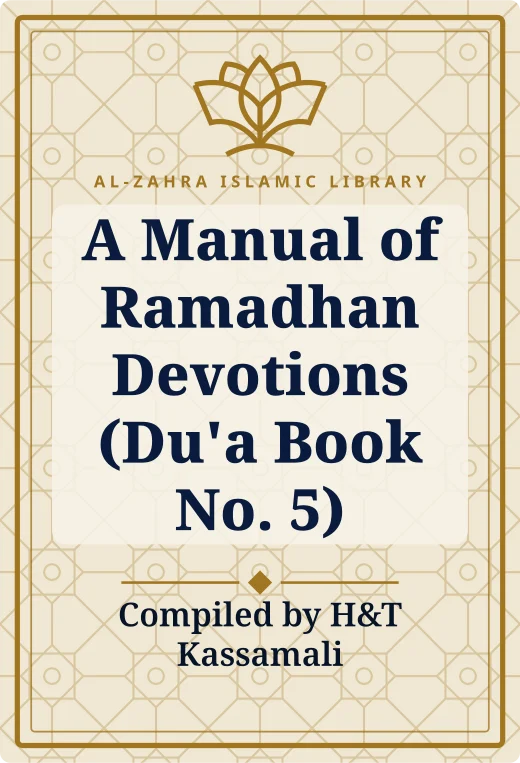 AL-ZAHRA ISLAMIC LIBRARY
A Manual of
Ramadhan
Devotions
(Du'a Book
No. 5)
Compiled by H&T
Kassamali